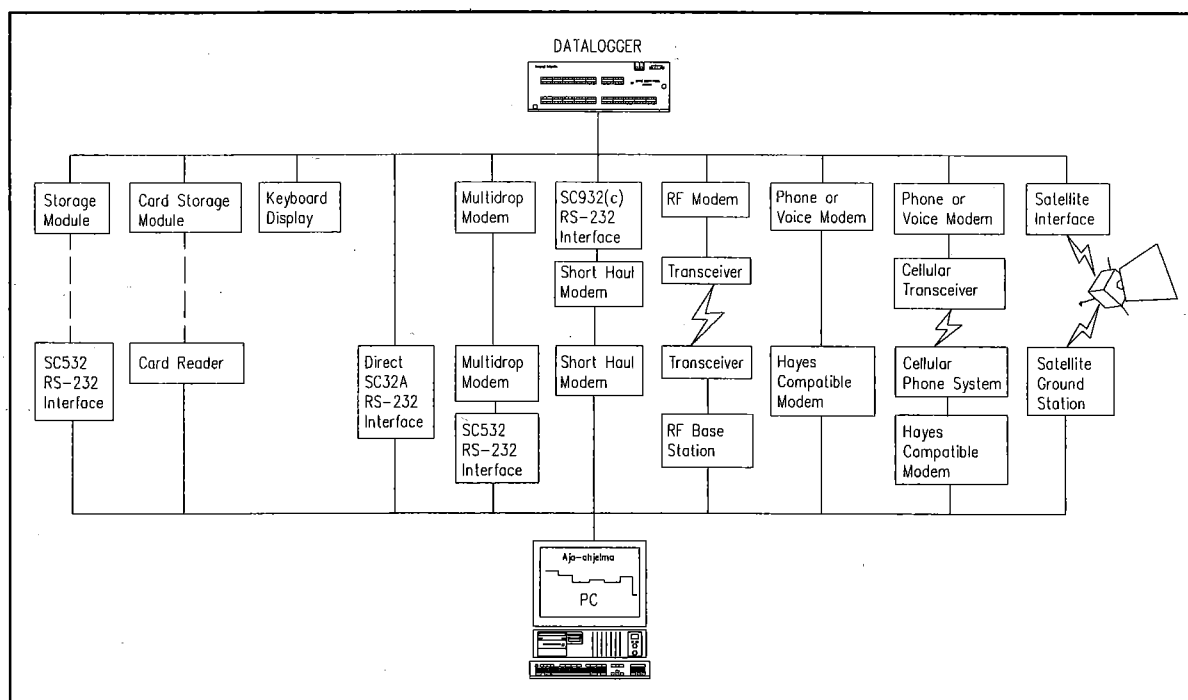 DATALOGGER
Storage
Module
Card Storage
Module
Keyboard
Display
Multidrop
Modem
SC932(c)
RS-232
Interface
RF Modem
Phone or
Voice Modem
Phone or
Voice Modem
Satellite
Interface
Short Haul
Modem
Transceiver
Cellular
Transceiver
SC532
RS-232
Interface
Card Reader
Direct
SC32A
RS-232
Interface
Multidrop
Modem
SC532
RS-232
Interface
Short Haul
Modem
Transceiver
RF Base
Station
Hayes
Compatible
Modem
Cellular
Phone System
Hayes
Compatible
Modem
Satellite
Ground
Station
Aja-ohjelma
PC